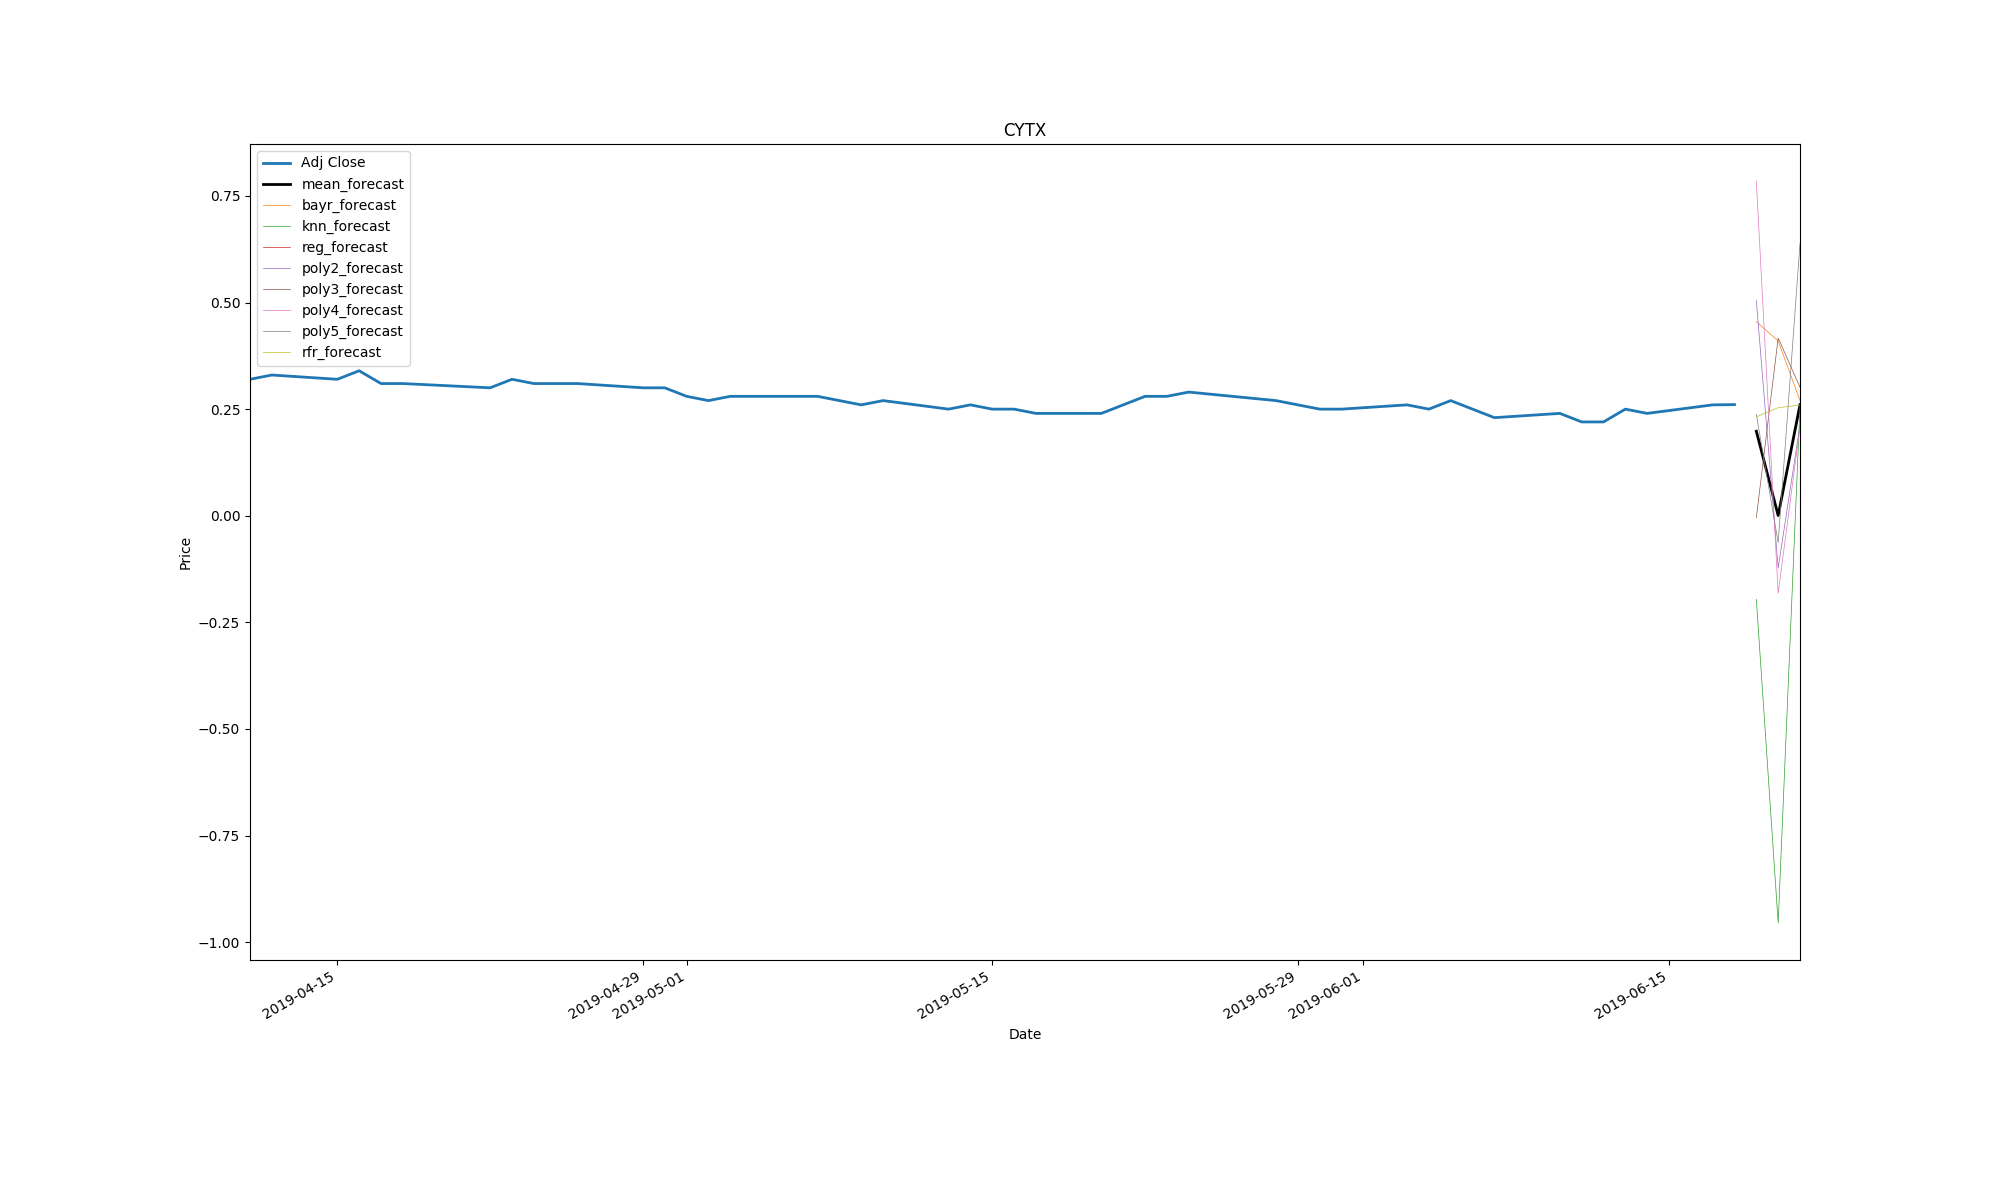 CYTX
Adj Close
mean_forecast
bayr_forecast
knn_forecast
reg_forecast
poly2_forecast
poly3_forecast
poly4_forecast
poly5_forecast
rfr_forecast
0.75
0.50
0.25
0.00
−0.25
−0.50
−0.75
−1.00
Price
2019-04-15
2019-04-29
2019-05-01
2019-05-15
2019-05-29
2019-06-01
2019-06-15
Date